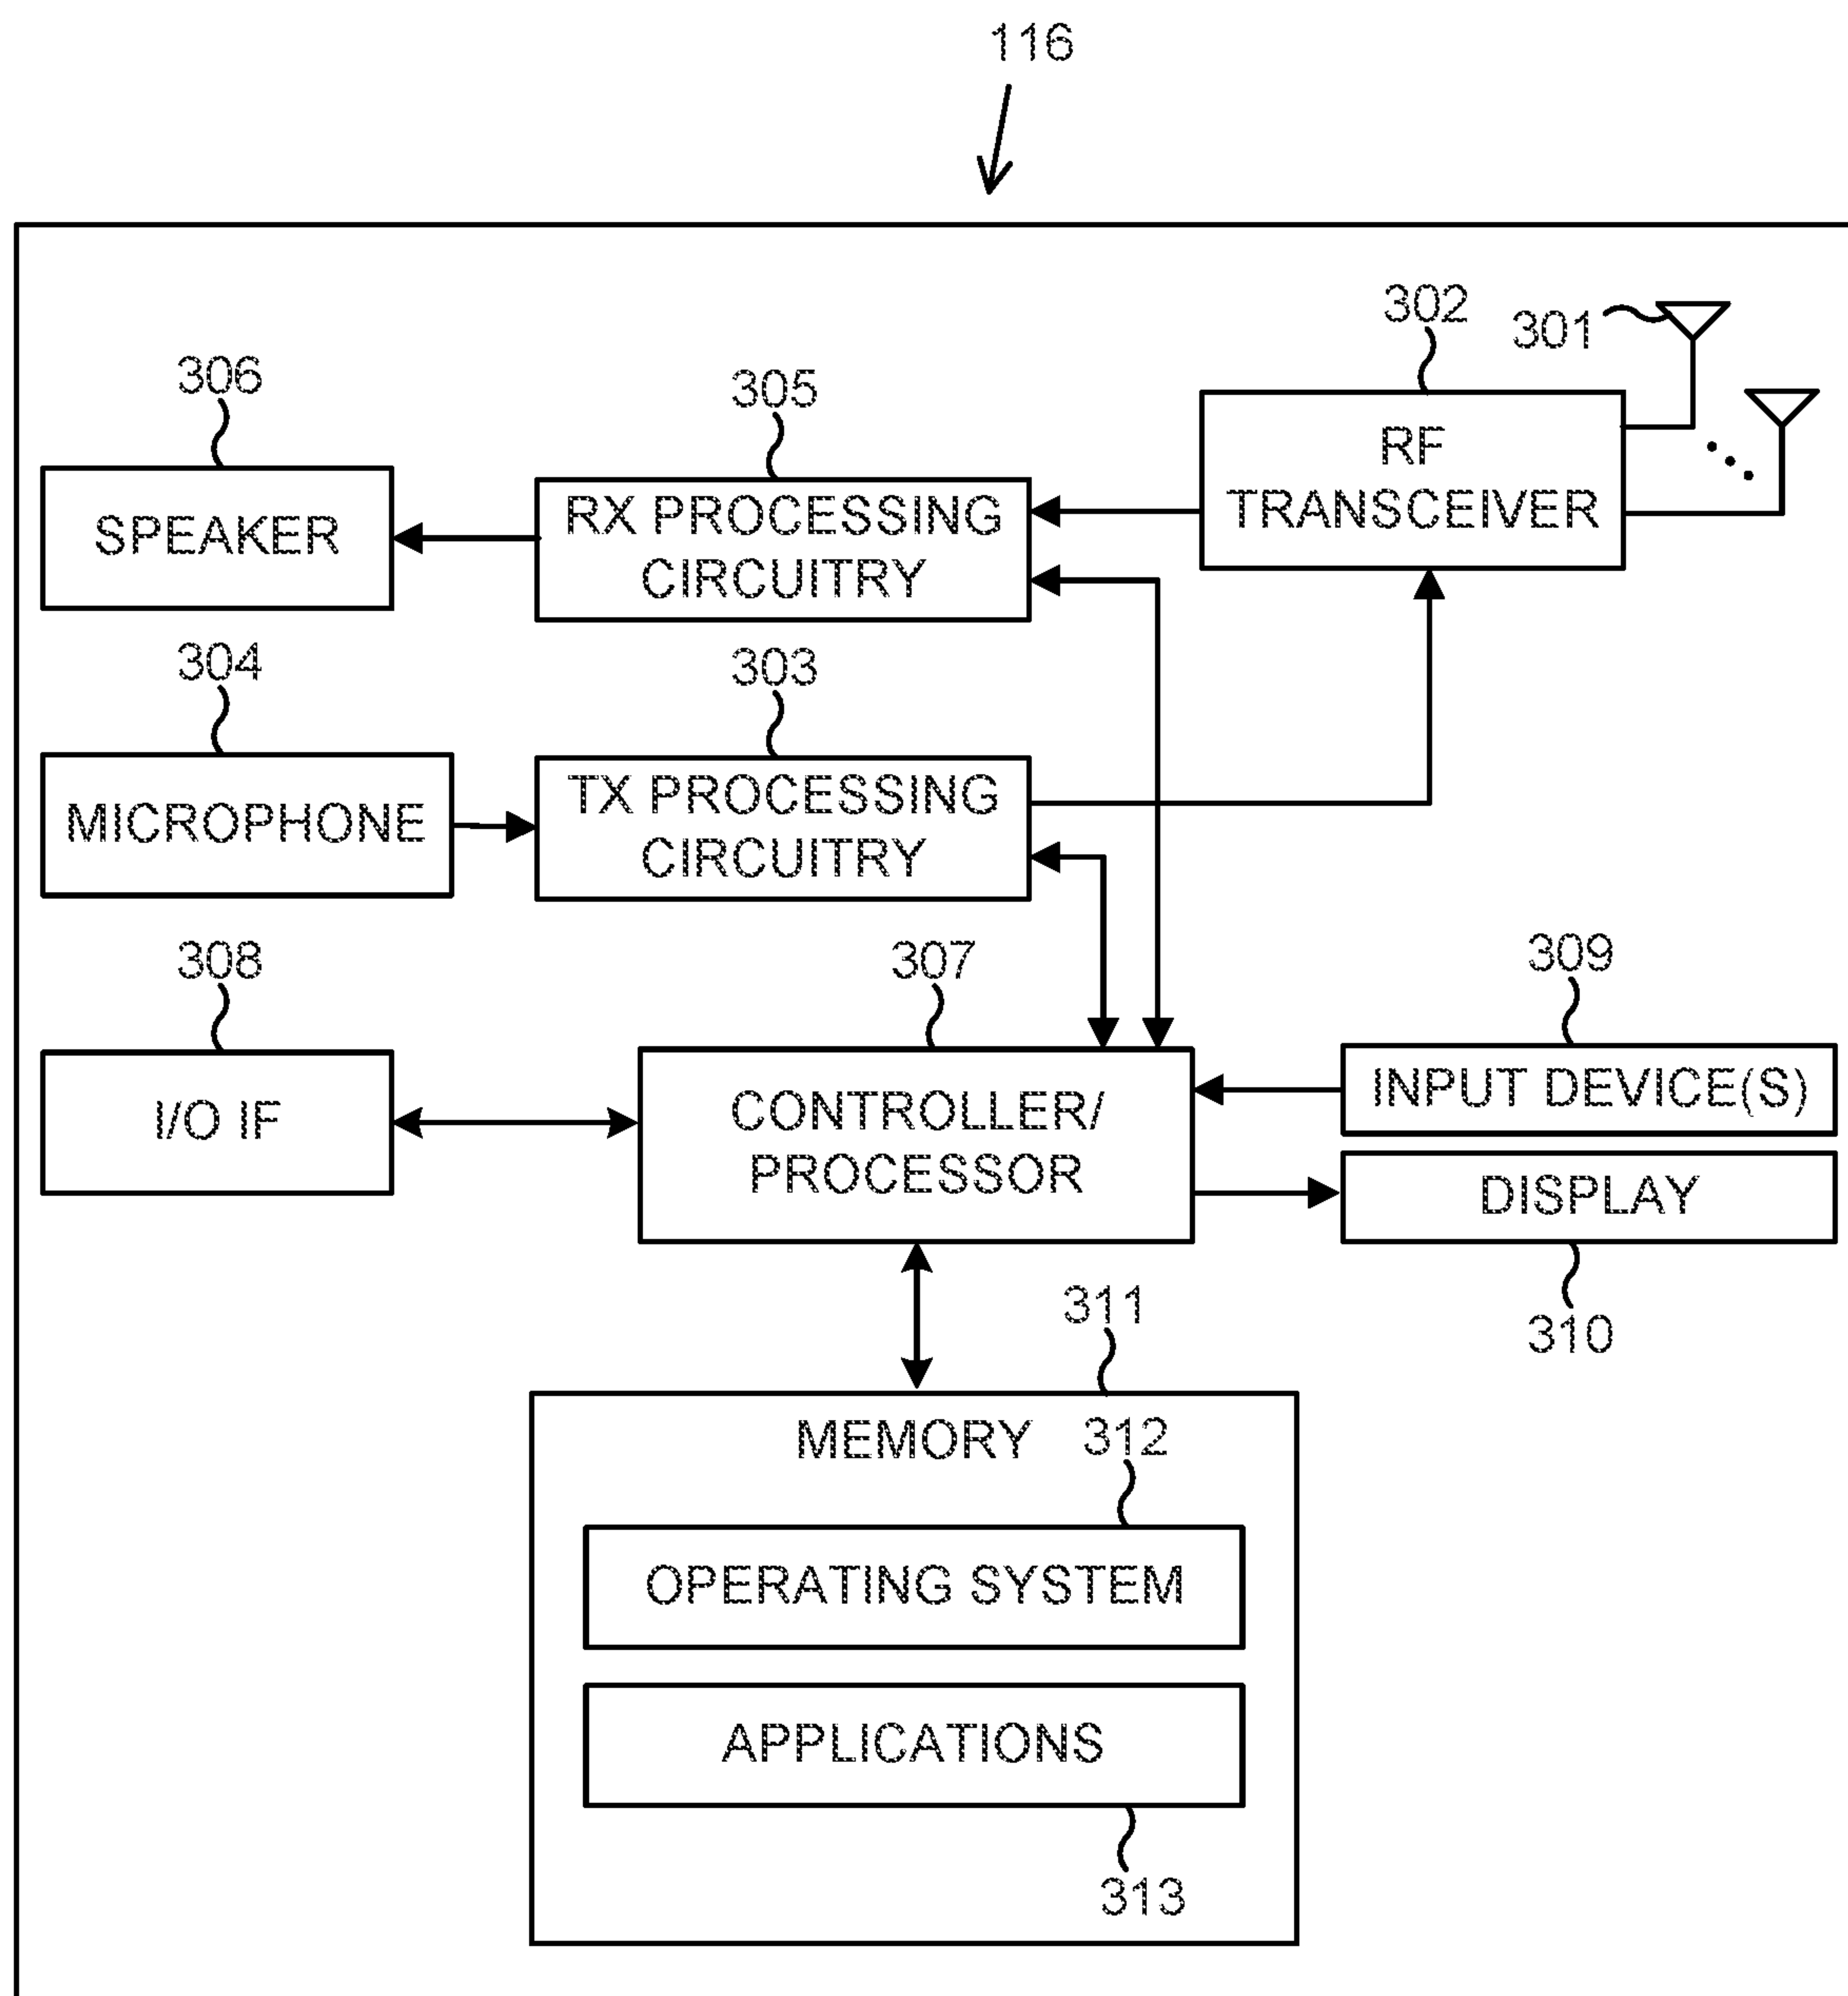 116
302
301
306
305
RF
TRANSCEIVER
SPEAKER
RX PROCESSING
CIRCUITRY
304
303
MICROPHONE
TX PROCESSING
CIRCUITRY
308
307
309
I/O IF
CONTROLLER/
PROCESSOR
INPUT DEVICE(S)
DISPLAY
310
311
MEMORY
312
OPERATING SYSTEM
APPLICATIONS
313